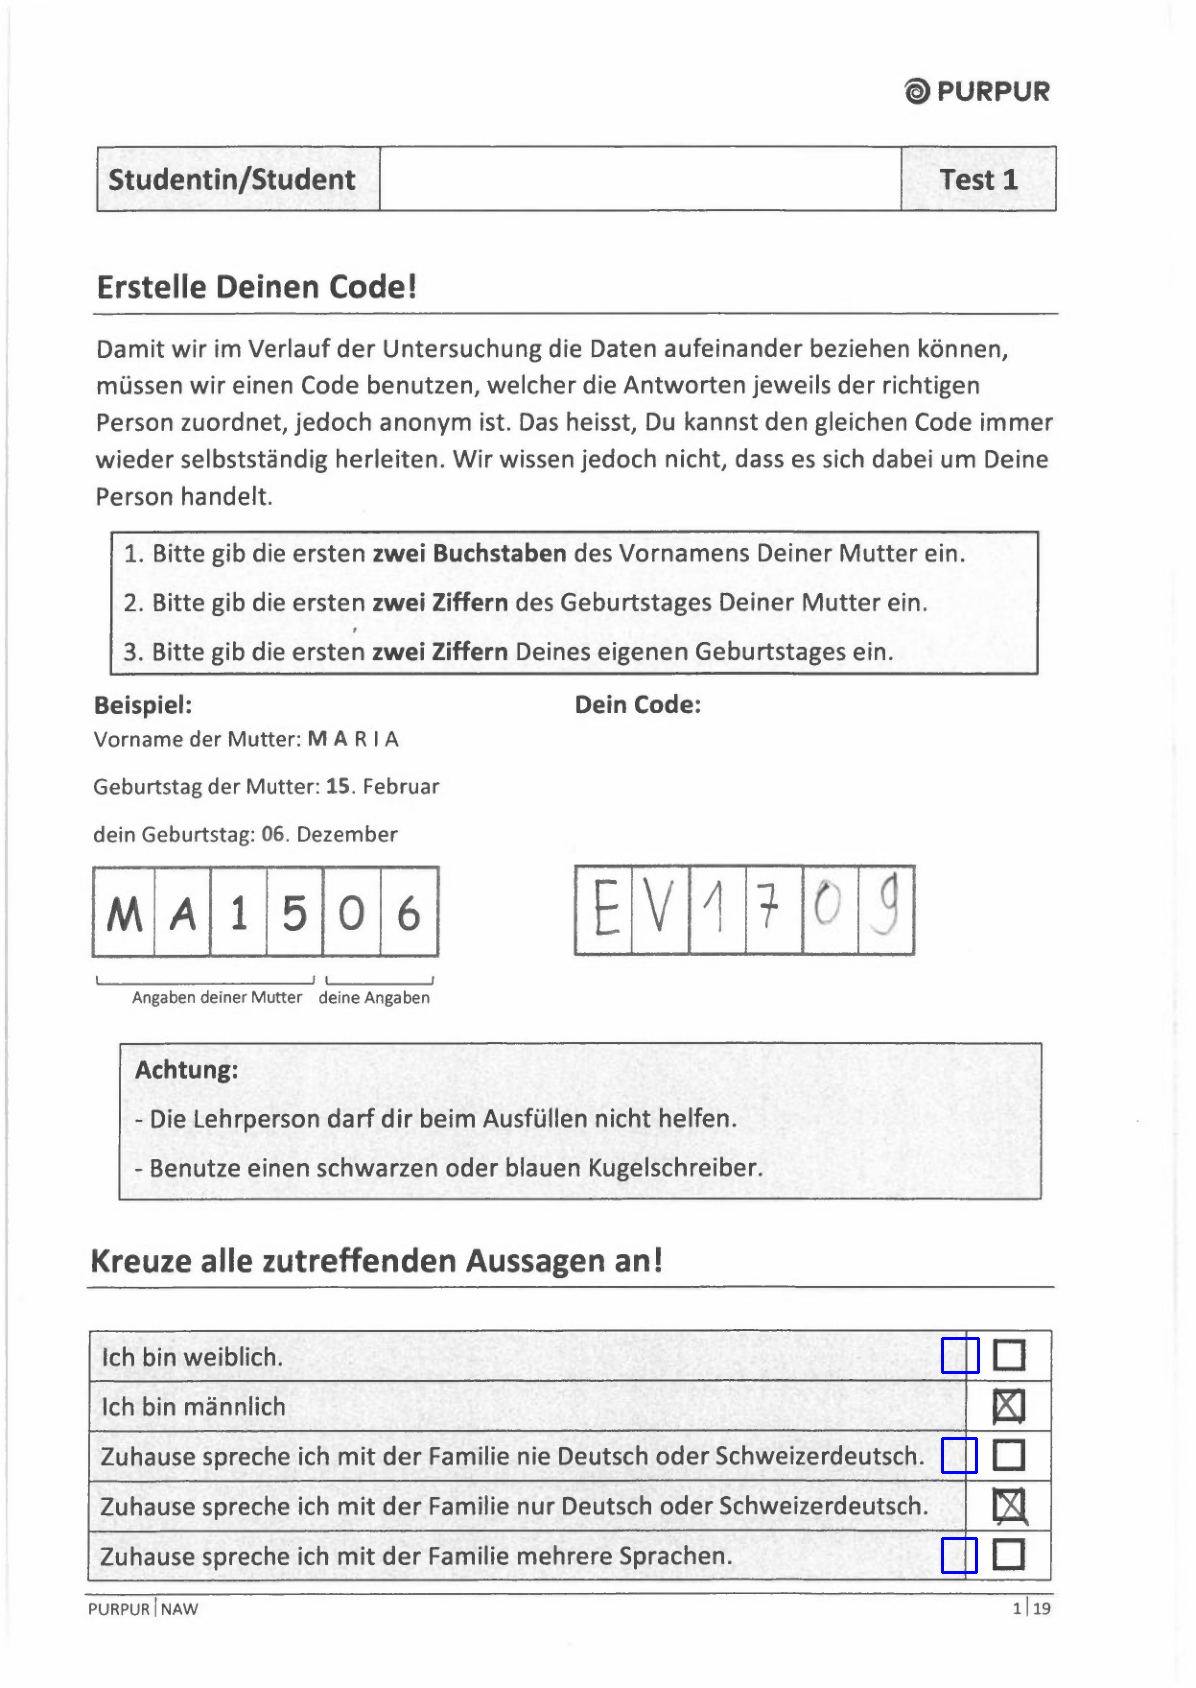 PURPUR
Studentin/Student Test 1
Erstelle Deinen Code!
Damit wir im Verlauf der Untersuchung die Daten aufeinander beziehen können,
müssen wir einen Code benutzen, welcher die Antworten jeweils der richtigen
Person zuordnet, jedoch anonym ist. Das heisst, Du kannst den gleichen Code immer
wieder selbstständig herleiten. Wir wissen jedoch nicht, dass es sich dabei um Deine
Person handelt.
1. Bitte gib die ersten zwei Buchstaben des Vornamens Deiner Mutter ein.
2. Bitte gib die ersten zwei Ziffern des Geburtstages Deiner Mutter ein.
3. Bitte gib die ersten zwei Ziffern Deines eigenen Geburtstages ein.
Beispiel: Dein Code:
Vorname der Mutter: M A R I A
Geburtstag der Mutter: 15. Februar
dein Geburtstag: 06. Dezember
M A 1 5 0 6 E V 1 7 0 9
Angaben deiner Mutter deine Angaben
Achtung:
- Die Lehrperson darf dir beim Ausfüllen nicht helfen.
- Benutze einen schwarzen oder blauen Kugelschreiber.
Kreuze alle zutreffenden Aussagen an!
Ich bin weiblich.
Ich bin männlich
Zuhause spreche ich mit der Familie nie Deutsch oder Schweizerdeutsch.
Zuhause spreche ich mit der Familie nur Deutsch oder Schweizerdeutsch.
Zuhause spreche ich mit der Familie mehrere Sprachen.
PURPUR | NAW 1 | 19